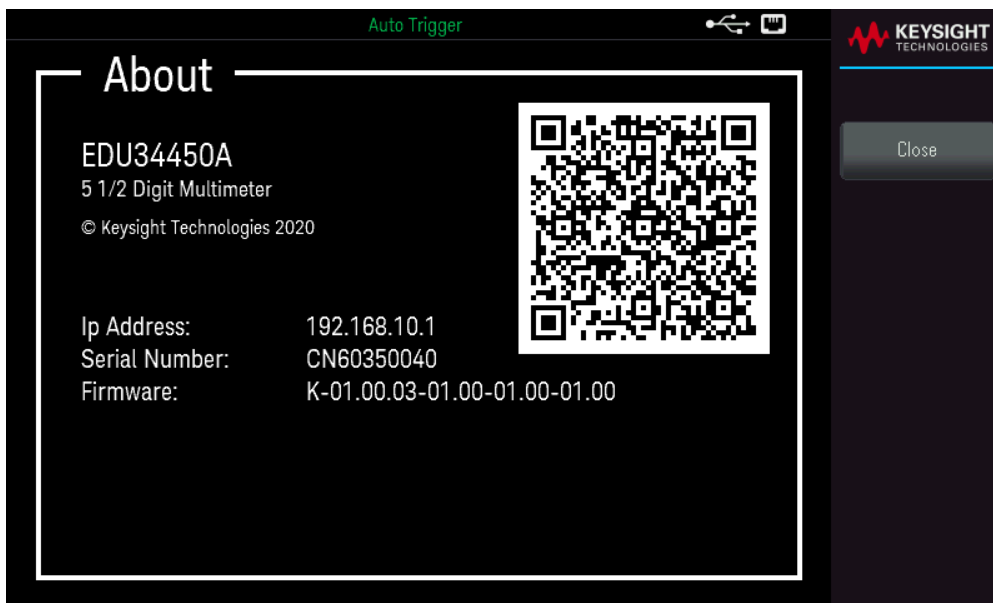 Auto Trigger
KEYSIGHT
TECHNOLOGIES
About
Close
EDU34450A
5 1/2 Digit Multimeter
© Keysight Technologies 2020
Ip Address: 192.168.10.1
Serial Number: CN60350040
Firmware: K-01.00.03-01.00-01.00-01.00